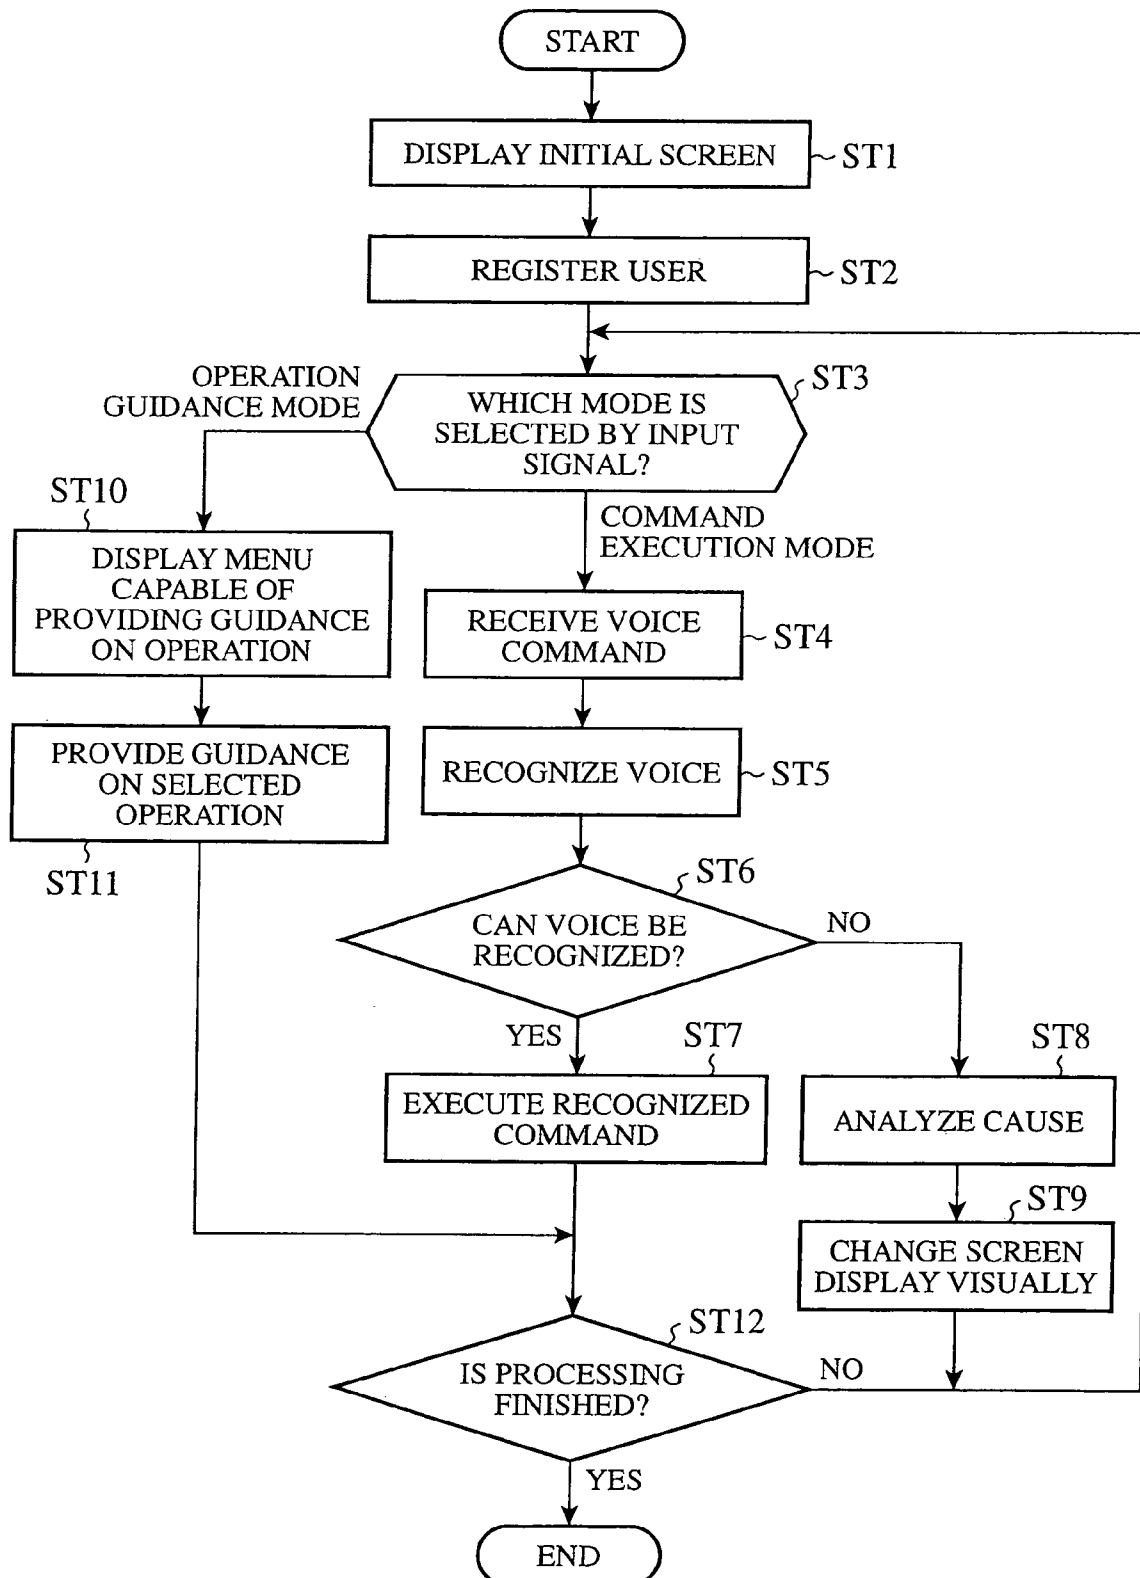 START
DISPLAY INITIAL SCREEN
ST1
REGISTER USER
ST2
OPERATION
GUIDANCE MODE
WHICH MODE IS
SELECTED BY INPUT
SIGNAL?
ST3
ST10
COMMAND
EXECUTION MODE
DISPLAY MENU
CAPABLE OF
PROVIDING GUIDANCE
ON OPERATION
RECEIVE VOICE
COMMAND
ST4
PROVIDE GUIDANCE
ON SELECTED
OPERATION
ST11
RECOGNIZE VOICE
ST5
ST6
CAN VOICE BE
RECOGNIZED?
NO
YES
ST7
EXECUTE RECOGNIZED
COMMAND
ST8
ANALYZE CAUSE
ST9
CHANGE SCREEN
DISPLAY VISUALLY
ST12
IS PROCESSING
FINISHED?
NO
YES
END